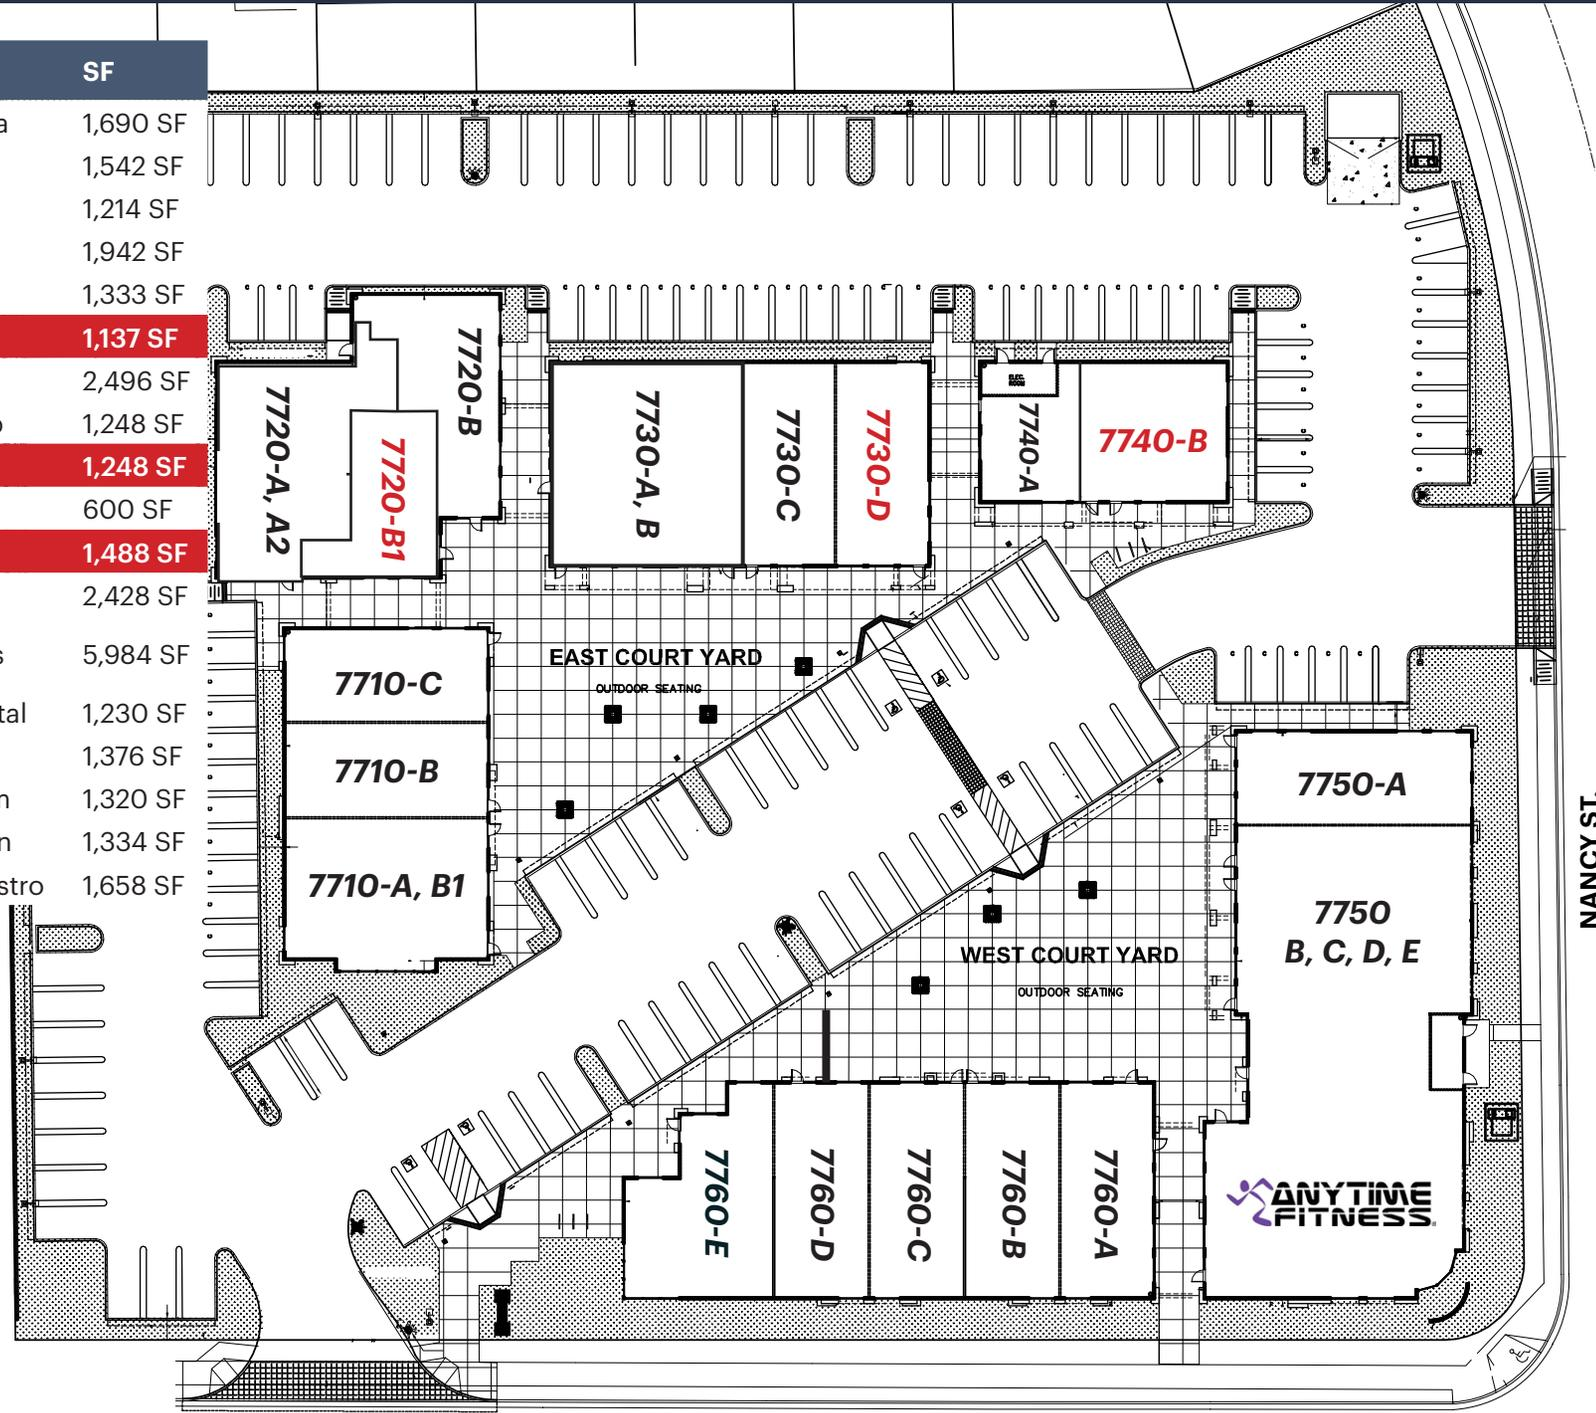 SF
a 1,690 SF
1,542 SF
1,214 SF
1,942 SF
1,333 SF
1,137 SF
2,496 SF
o 1,248 SF
1,248 SF
600 SF
1,488 SF
2,428 SF
s 5,984 SF
tal 1,230 SF
1,376 SF
n 1,320 SF
n 1,334 SF
stro 1,658 SF
7720-A, A2
7720-B1
7720-B
7730-A, B
7730-C
7730-D
ELEC.
ROOM
7740-A
7740-B
EAST COURT YARD
OUTDOOR SEATING
7710-C
7710-B
7710-A, B1
7750-A
7750
B, C, D, E
WEST COURT YARD
OUTDOOR SEATING
7760-E
7760-D
7760-C
7760-B
7760-A
ANYTIME
FITNESS
NANCY ST.